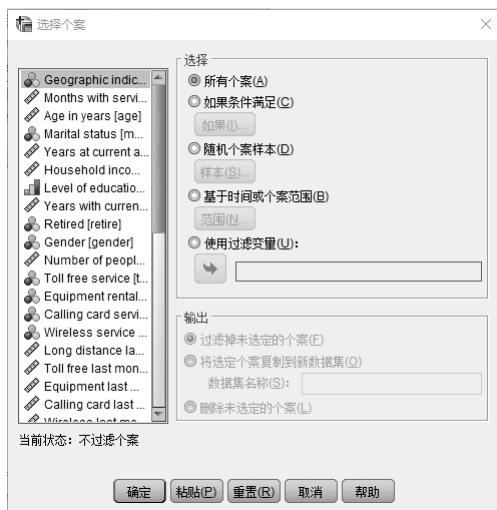 选择个案
Geographic indic...
Months with servi...
Age in years [age]
Marital status [m...
Years at current a...
Household inco...
Level of educatio...
Years with curren...
Retired [retire]
Gender [gender]
Number of peopl...
Toll free service [t...
Equipment rental...
Calling card servi...
Wireless service ...
Long distance la...
Toll free last mon...
Equipment last ...
Calling card last ...
Wireless last mo...
选择
所有个案(A)
如果条件满足(C)
如果(I)...
随机个案样本(D)
样本(S)...
基于时间或个案范围(B)
范围(N...
使用过滤变量(U):
输出
过滤掉未选定的个案(F)
将选定个案复制到新数据集(O)
数据集名称(S):
删除未选定的个案(L)
当前状态：不过滤个案
确定
粘贴(P)
重置(R)
取消
帮助